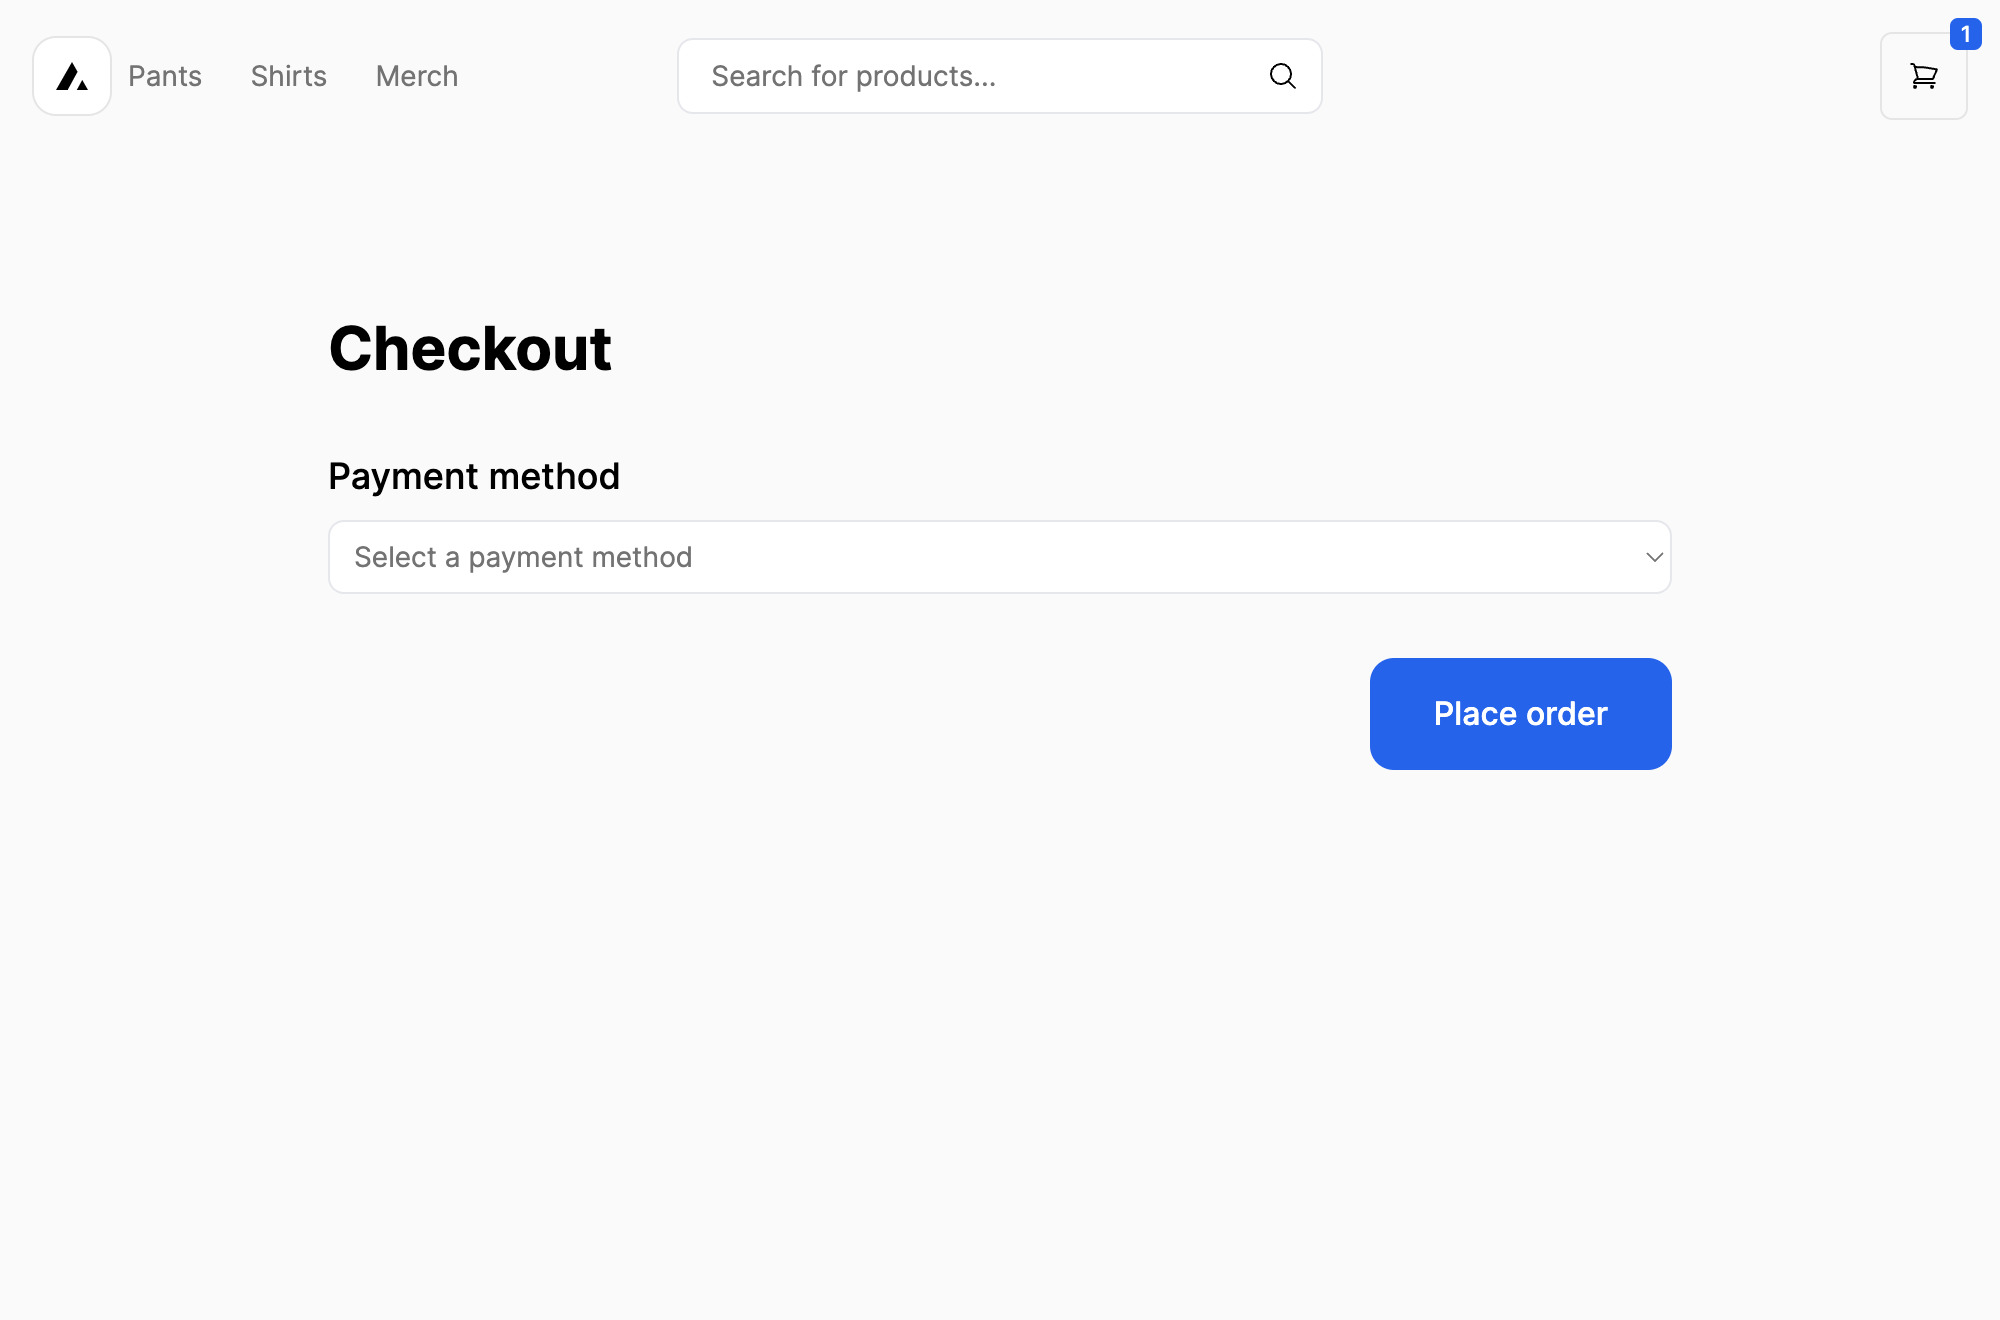 Pants Shirts Merch Search for products... 1
Checkout
Payment method
Select a payment method
Place order